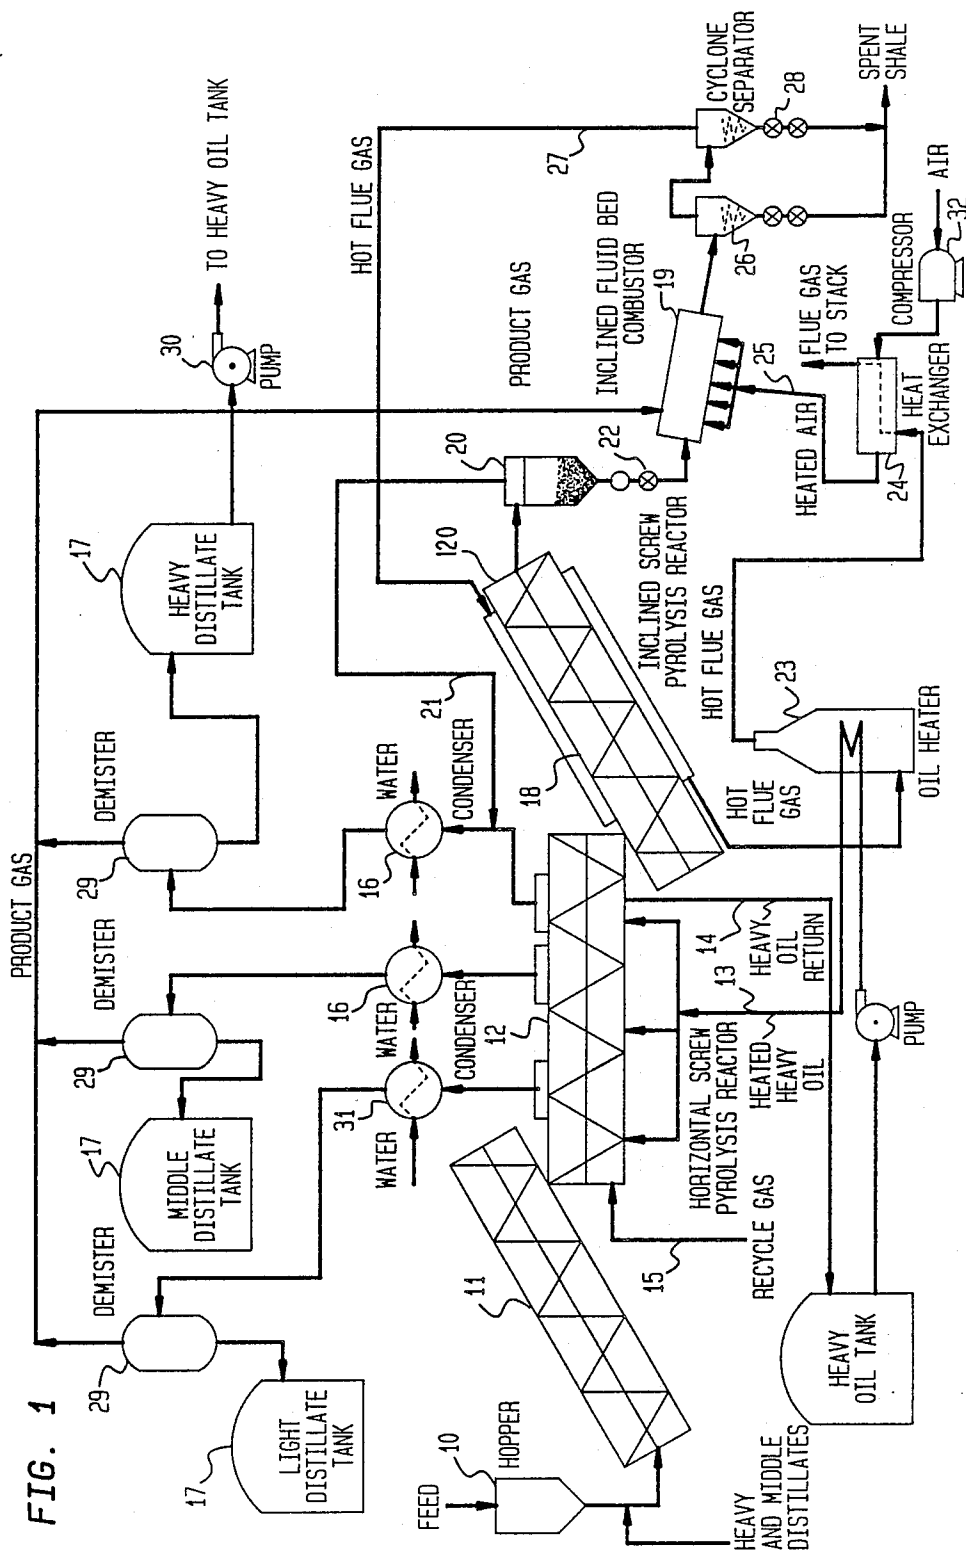 FIG. 1
PRODUCT GAS
DEMISTER
29
DEMISTER
29
DEMISTER
29
17
LIGHT
DISTILLATE
TANK
17
MIDDLE
DISTILLATE
TANK
17
HEAVY
DISTILLATE
TANK
30
PUMP
TO HEAVY OIL TANK
WATER
31
CONDENSER
WATER
16
WATER
16
CONDENSER
21
HOT FLUE GAS
20
22
PRODUCT GAS
INCLINED FLUID BED
COMBUSTOR
19
27
CYCLONE
SEPARATOR
26
28
SPENT
SHALE
FEED
10
HOPPER
HEAVY
AND MIDDLE
DISTILLATES
11
12
HORIZONTAL SCREW
PYROLYSIS REACTOR
15
RECYCLE GAS
18
120
INCLINED SCREW
PYROLYSIS REACTOR
HOT FLUE GAS
14
HEAVY
OIL
RETURN
13
HEATED
HEAVY
OIL
HOT
FLUE
GAS
23
OIL HEATER
PUMP
HEAVY
OIL TANK
HEATED AIR
25
24
HEAT
EXCHANGER
FLUE GAS
TO STACK
COMPRESSOR
32
AIR